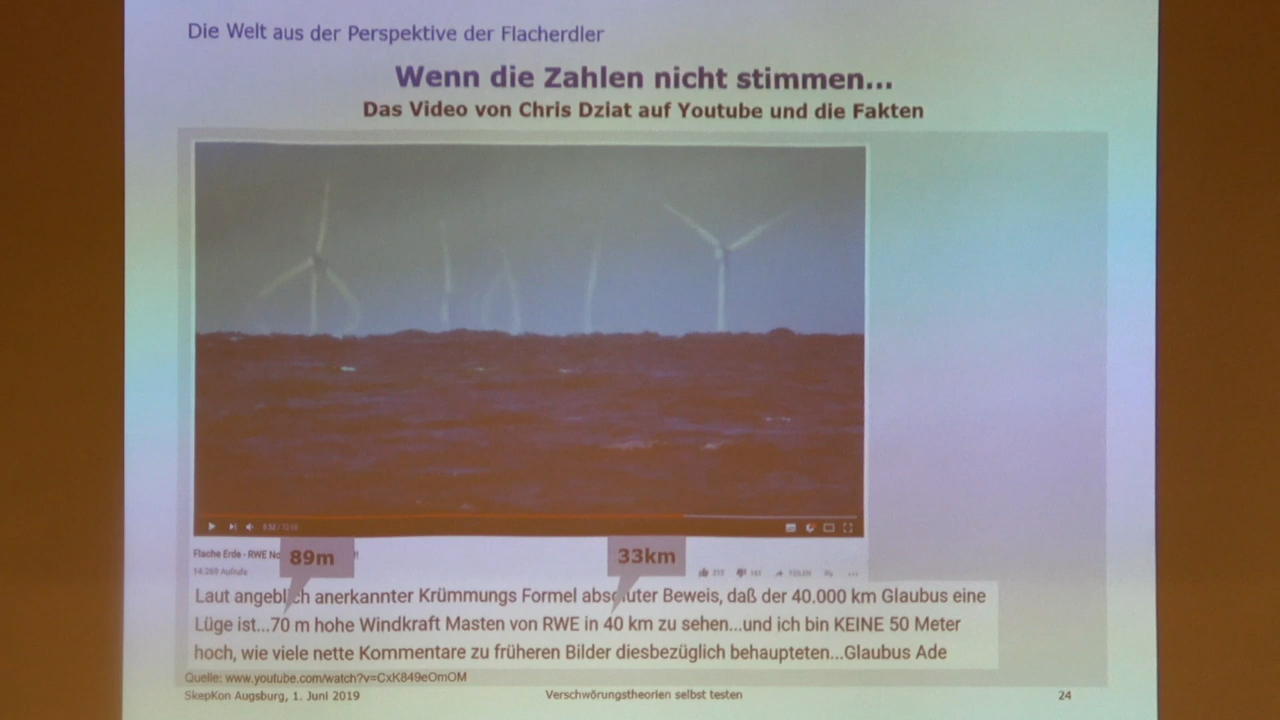 Die Welt aus der Perspektive der Flacherdler
Wenn die Zahlen nicht stimmen...
Das Video von Chris Dziat auf Youtube und die Fakten
Flache Erde - RWE
89m
33km
14.269 Aufrufe
TEILEN
Laut angeblich anerkannter Krümmungs Formel absoluter Beweis, daß der 40.000 km Glaubus eine
Lüge ist...70 m hohe Windkraft Masten von RWE in 40 km zu sehen...und ich bin KEINE 50 Meter
hoch, wie viele nette Kommentare zu früheren Bilder diesbezüglich behaupteten...Glaubus Ade
Quelle: www.youtube.com/watch?v=CxK849eOmOM
SkepKon Augsburg, 1. Juni 2019
Verschwörungstheorien selbst testen
24